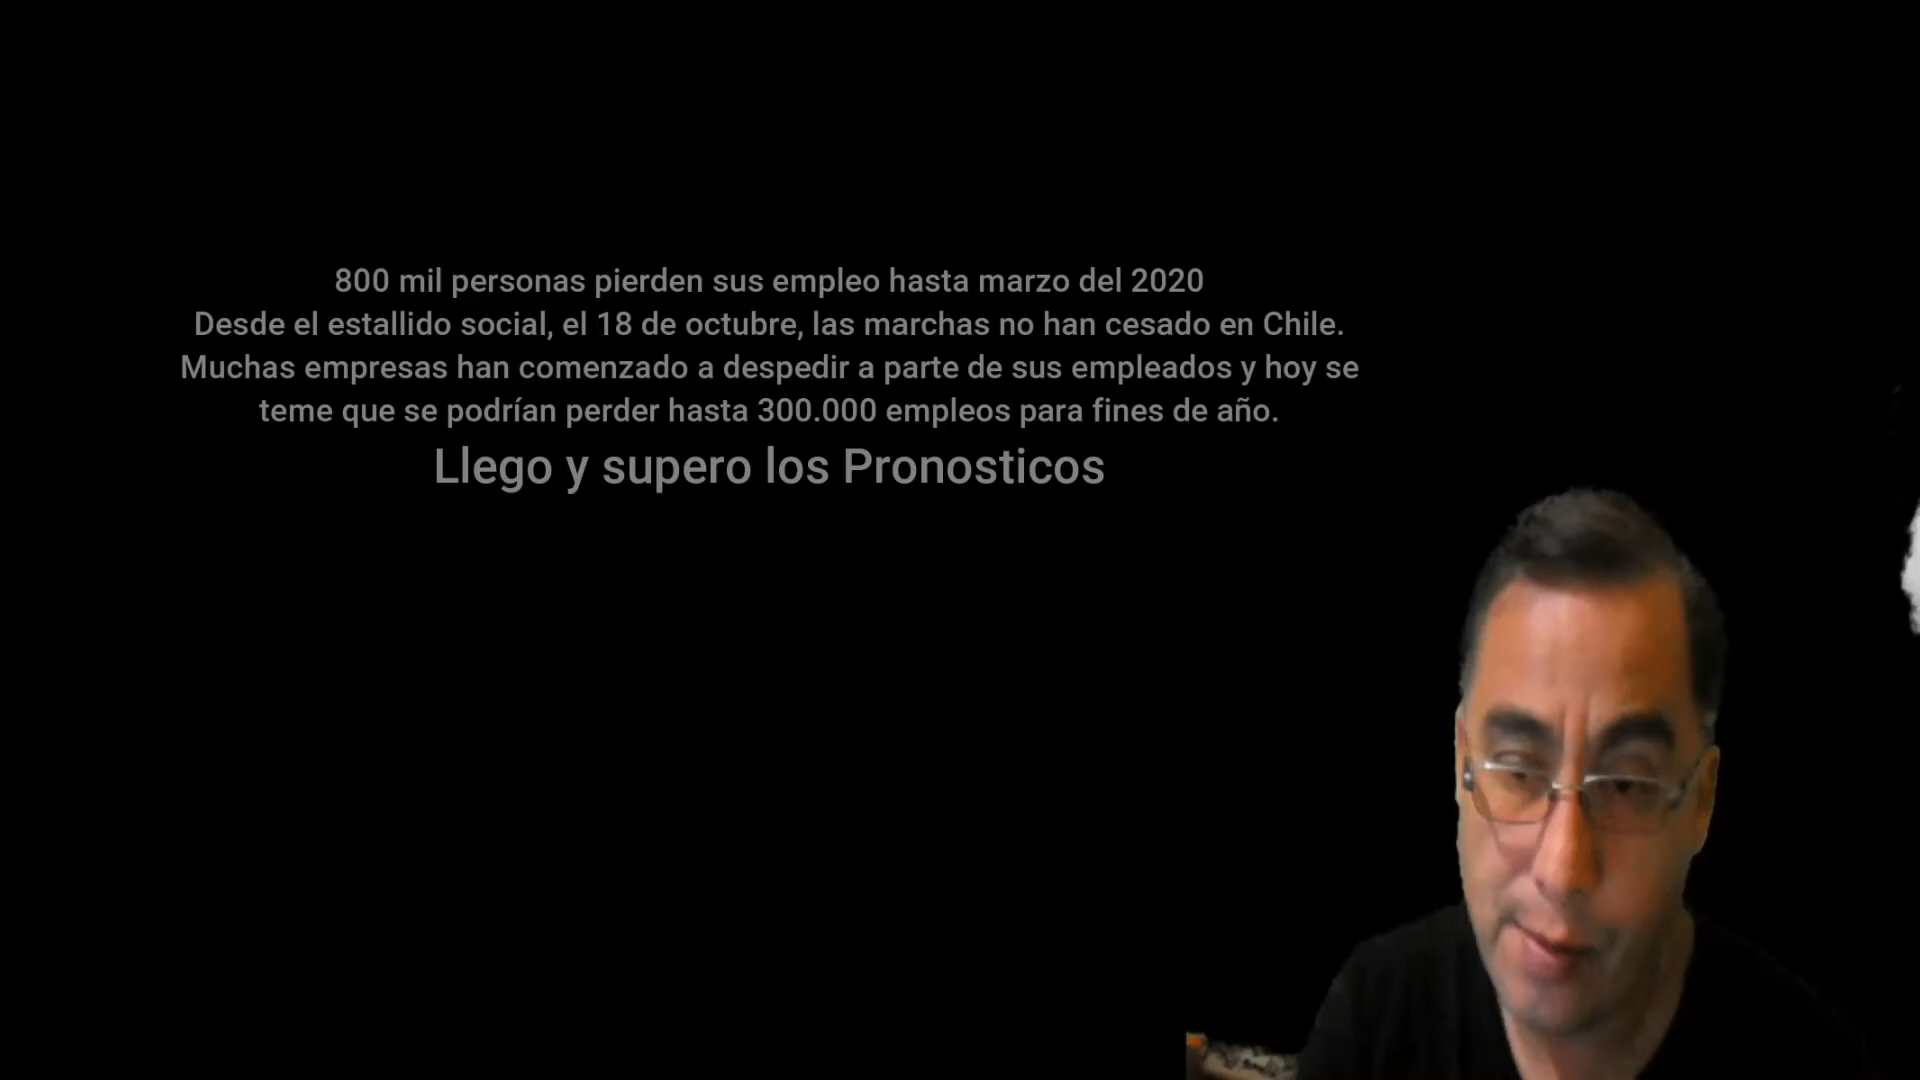 800 mil personas pierden sus empleo hasta marzo del 2020
Desde el estallido social, el 18 de octubre, las marchas no han cesado en Chile.
Muchas empresas han comenzado a despedir a parte de sus empleados y hoy se
teme que se podrían perder hasta 300.000 empleos para fines de año.
Llego y supero los Pronosticos